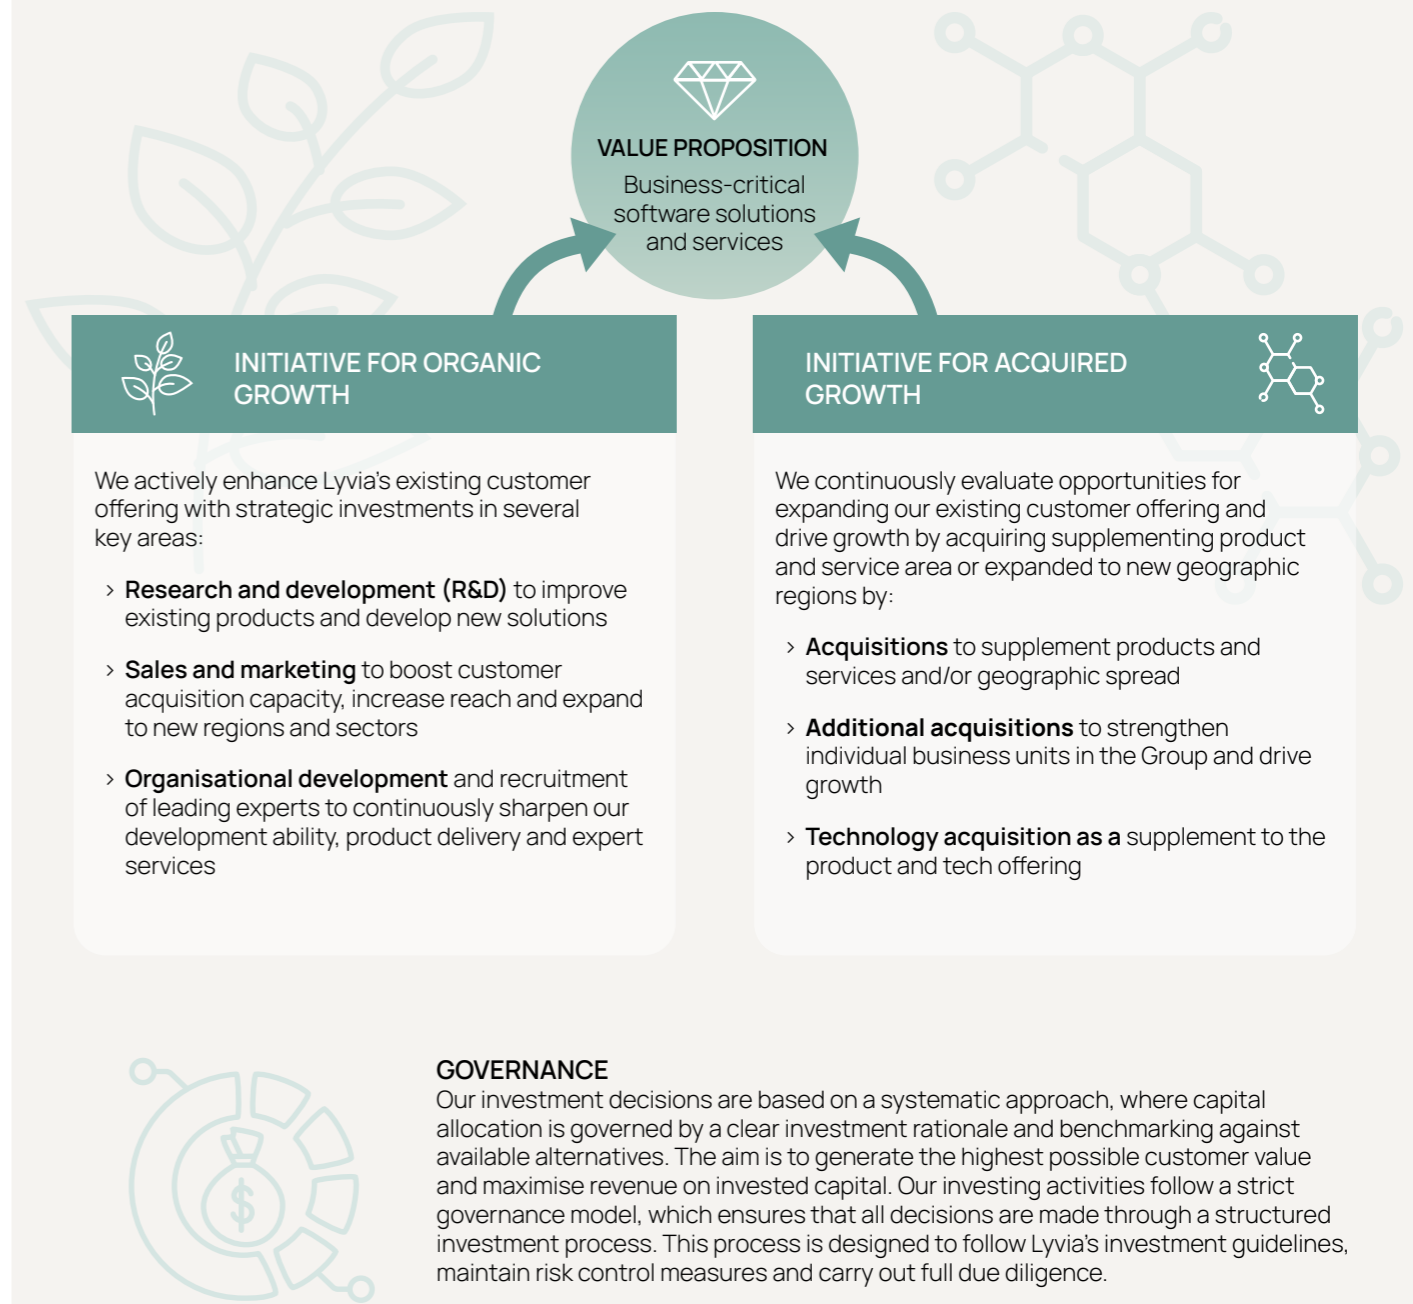 VALUE PROPOSITION
Business-critical
software solutions
and services
INITIATIVE FOR ORGANIC
GROWTH
We actively enhance Lyvia's existing customer
offering with strategic investments in several
key areas:
› Research and development (R&D) to improve
existing products and develop new solutions
› Sales and marketing to boost customer
acquisition capacity, increase reach and expand
to new regions and sectors
› Organisational development and recruitment
of leading experts to continuously sharpen our
development ability, product delivery and expert
services
INITIATIVE FOR ACQUIRED
GROWTH
We continuously evaluate opportunities for
expanding our existing customer offering and
drive growth by acquiring supplementing product
and service area or expanded to new geographic
regions by:
› Acquisitions to supplement products and
services and/or geographic spread
› Additional acquisitions to strengthen
individual business units in the Group and drive
growth
› Technology acquisition as a supplement to the
product and tech offering
$
GOVERNANCE
Our investment decisions are based on a systematic approach, where capital
allocation is governed by a clear investment rationale and benchmarking against
available alternatives. The aim is to generate the highest possible customer value
and maximise revenue on invested capital. Our investing activities follow a strict
governance model, which ensures that all decisions are made through a structured
investment process. This process is designed to follow Lyvia's investment guidelines,
maintain risk control measures and carry out full due diligence.